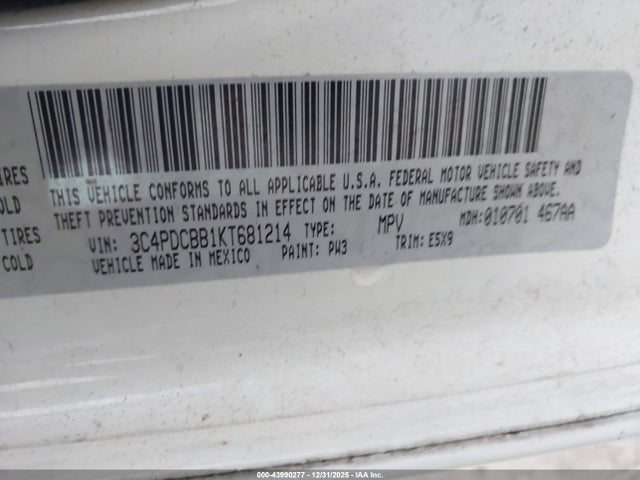 IRES
OLD
TIRES
COLD
THIS VEHICLE CONFORMS TO ALL APPLICABLE U.S.A. FEDERAL MOTOR VEHICLE SAFETY AND
THEFT PREVENTION STANDARDS IN EFFECT ON THE DATE OF MANUFACTURE SHOWN ABOVE.
MDH:010701 467AA
VIN: 3C4PDCBB1KT681214 TYPE: MPV
VEHICLE MADE IN MEXICO PAINT: PW3 TRIM: E5X9
000-43990277 - 12/31/2025 - IAA Inc.